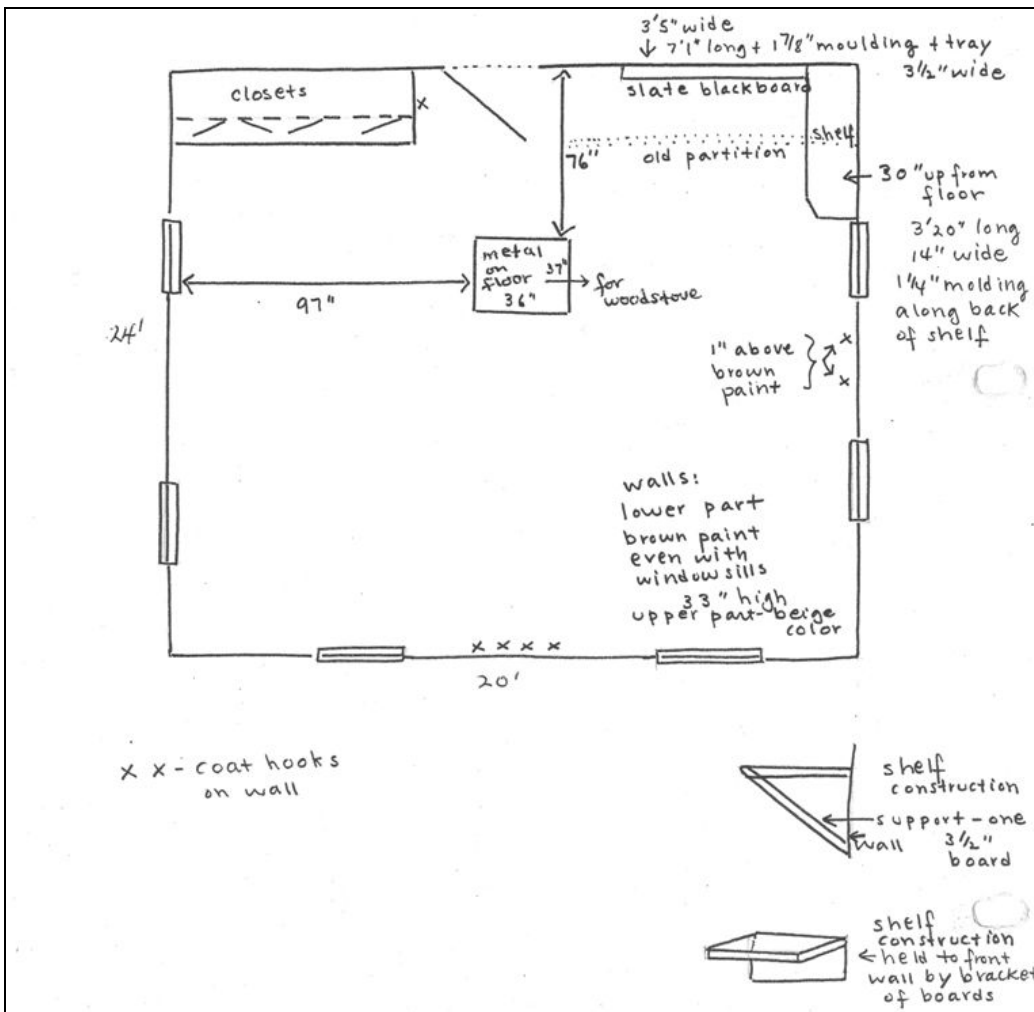 3'5" wide
↓ 7'1" long + 1 7/8" moulding + tray
3 1/2" wide
closets
x
slate blackboard
shelf
76"
old partition
30" up from
floor
3'20" long
14" wide
1 1/4" molding
along back
of shelf
metal
on
floor
37"
36"
for
woodstove
97"
24'
1" above
brown
paint
x
x
walls:
lower part
brown paint
even with
windowsills
33" high
upper part - beige
color
x x x x
20'
x x - coat hooks
on wall
shelf
construction
support - one
3 1/2"
board
wall
shelf
construction
held to front
wall by bracket
of boards